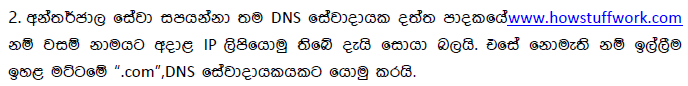 2. අන්තර්ජාල සේවා සපයන්නා තම DNS සේවාදායක දත්ත පාදකයේwww.howstuffwork.com
නම් වසම් නාමයට අදාළ IP ලිපියොමු තිබේ දැයි සොයා බලයි. එසේ නොමැති නම් ඉල්ලීම
ඉහළ මට්ටමේ “.com”,DNS සේවාදායකයකට යොමු කරයි.